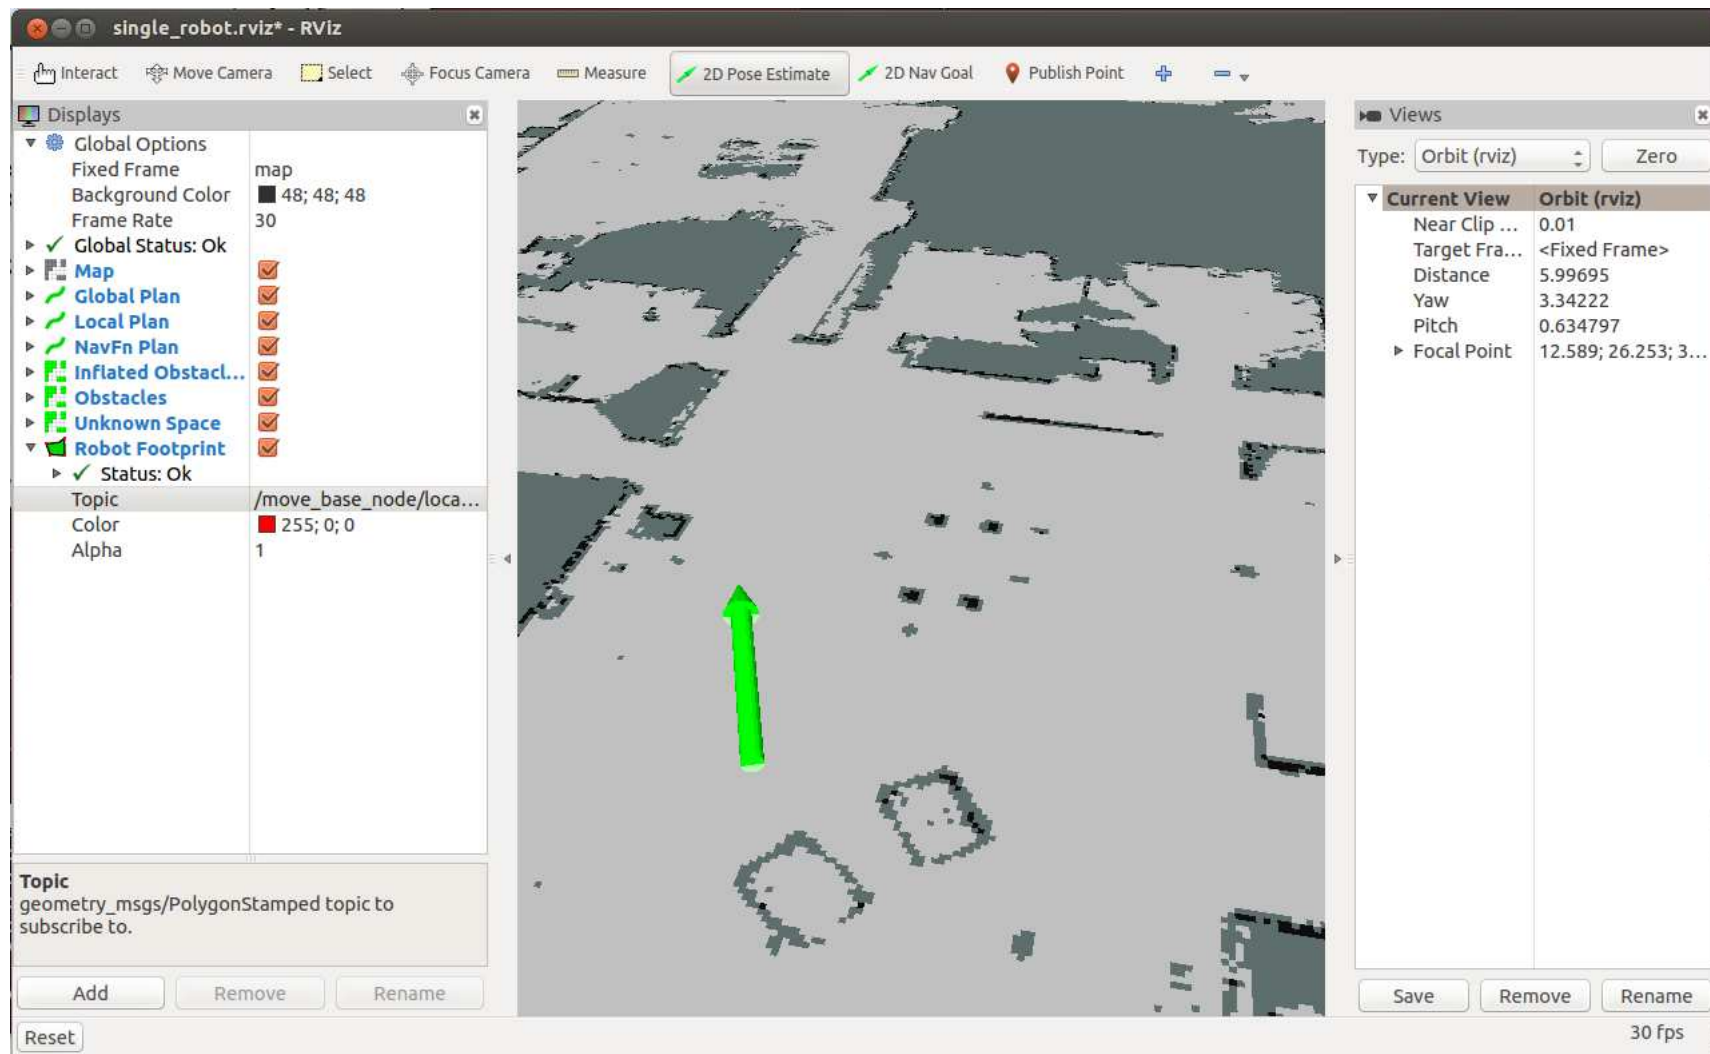 single_robot.rviz* - RViz
Interact Move Camera Select Focus Camera Measure 2D Pose Estimate 2D Nav Goal Publish Point
Displays
Global Options
Fixed Frame map
Background Color 48; 48; 48
Frame Rate 30
Global Status: Ok
Map
Global Plan
Local Plan
NavFn Plan
Inflated Obstacl...
Obstacles
Unknown Space
Robot Footprint
Status: Ok
Topic /move_base_node/loca...
Color 255; 0; 0
Alpha 1
Topic
geometry_msgs/PolygonStamped topic to
subscribe to.
Add Remove Rename
Reset
Views
Type: Orbit (rviz) Zero
Current View Orbit (rviz)
Near Clip ... 0.01
Target Fra... <Fixed Frame>
Distance 5.99695
Yaw 3.34222
Pitch 0.634797
Focal Point 12.589; 26.253; 3...
Save Remove Rename
30 fps